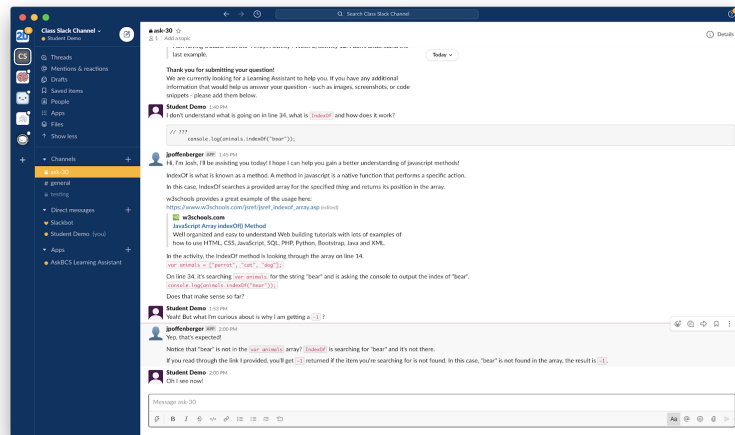 Search Class Slack Channel
Class Slack Channel
Student Demo
CS
Threads
Mentions & reactions
Drafts
Saved items
People
Apps
Files
Show less
Channels
ask-30
# general
testing
Direct messages
Slackbot
Student Demo (you)
Apps
AskBCS Learning Assistant
ask-30
1 | Add a topic
Details
last example.
Today
Thank you for submitting your question!
We are currently looking for a Learning Assistant to help you. If you have any additional
information that would help us answer your question - such as images, screenshots, or code
snippets - please add them below.
Student Demo 1:40 PM
I don't understand what is going on in line 34, what is IndexOf and how does it work?
// ???
console.log(animals.indexOf("bear"));
jpoffenberger APP 1:45 PM
Hi, I'm Josh, I'll be assisting you today! I hope I can help you gain a better understanding of javascript methods!
IndexOf is what is known as a method. A method in javascript is a native function that performs a specific action.
In this case, IndexOf searches a provided array for the specified thing and returns its position in the array.
w3schools provides a great example of the usage here:
https://www.w3schools.com/jsref/jsref_indexof_array.asp (edited)
w3schools.com
JavaScript Array indexOf() Method
Well organized and easy to understand Web building tutorials with lots of examples of
how to use HTML, CSS, JavaScript, SQL, PHP, Python, Bootstrap, Java and XML.
In the activity, the IndexOf method is looking through the array on line 14.
var animals = ["parrot", "cat", "dog"];
On line 34, it's searching var animals for the string "bear" and is asking the console to output the index of "bear".
console.log(animals.indexOf("bear"));
Does that make sense so far?
Student Demo 1:53 PM
Yeah! But what I'm curious about is why I am getting a -1 ?
jpoffenberger APP 2:00 PM
Yep, that's expected!
Notice that "bear" is not in the var animals array? IndexOf is searching for "bear" and it's not there.
If you read through the link I provided, you'll get -1 returned if the item you're searching for is not found. In this case, "bear" is not found in the array, the result is -1.
Student Demo 2:00 PM
Oh I see now!
Message ask-30
B I
Aa @